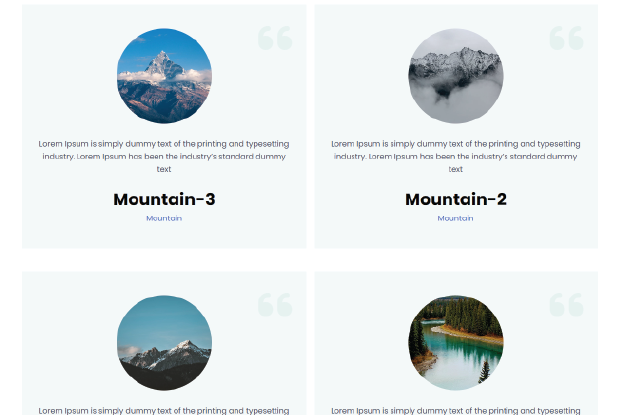 Lorem Ipsum is simply dummy text of the printing and typesetting
industry. Lorem Ipsum has been the industry's standard dummy
text
Mountain-3
Mountain
Lorem Ipsum is simply dummy text of the printing and typesetting
industry. Lorem Ipsum has been the industry's standard dummy
text
Mountain-2
Mountain
Lorem Ipsum is simply dummy text of the printing and typesetting
Lorem Ipsum is simply dummy text of the printing and typesetting